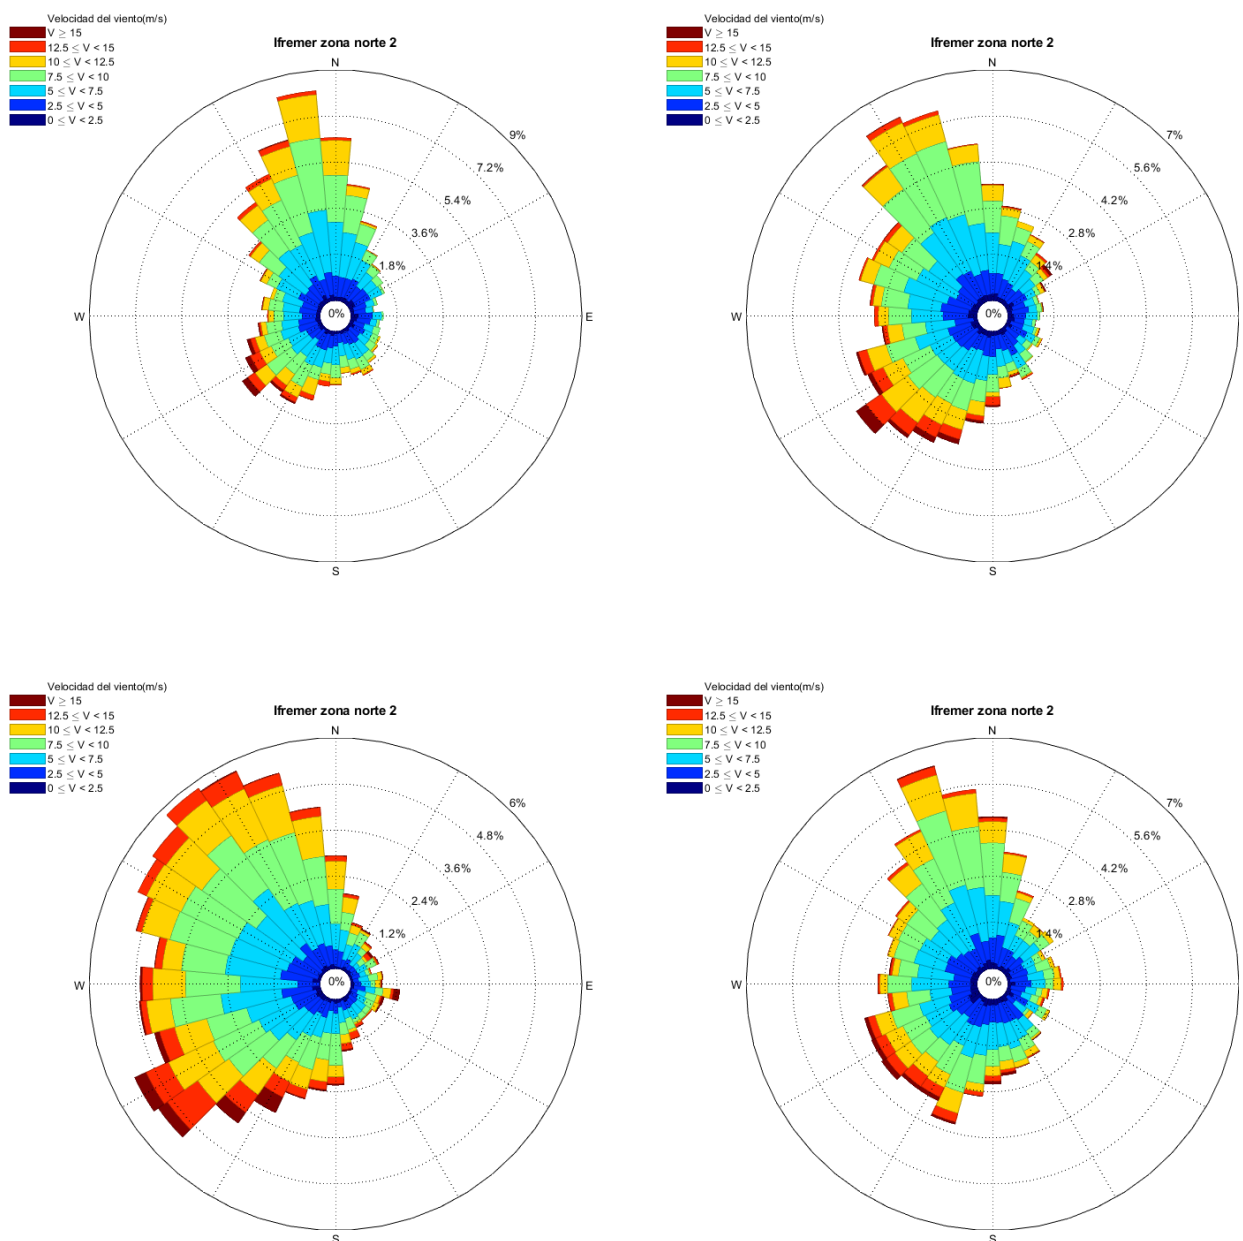 Velocidad del viento(m/s)
V ≥ 15
12.5 ≤ V < 15
10 ≤ V < 12.5
7.5 ≤ V < 10
5 ≤ V < 7.5
2.5 ≤ V < 5
0 ≤ V < 2.5
Ifremer zona norte 2
N
9%
7.2%
5.4%
3.6%
1.8%
W
0%
E
S
Velocidad del viento(m/s)
V ≥ 15
12.5 ≤ V < 15
10 ≤ V < 12.5
7.5 ≤ V < 10
5 ≤ V < 7.5
2.5 ≤ V < 5
0 ≤ V < 2.5
Ifremer zona norte 2
N
7%
5.6%
4.2%
2.8%
1.4%
W
0%
E
S
Velocidad del viento(m/s)
V ≥ 15
12.5 ≤ V < 15
10 ≤ V < 12.5
7.5 ≤ V < 10
5 ≤ V < 7.5
2.5 ≤ V < 5
0 ≤ V < 2.5
Ifremer zona norte 2
N
6%
4.8%
3.6%
2.4%
1.2%
W
0%
E
S
Velocidad del viento(m/s)
V ≥ 15
12.5 ≤ V < 15
10 ≤ V < 12.5
7.5 ≤ V < 10
5 ≤ V < 7.5
2.5 ≤ V < 5
0 ≤ V < 2.5
Ifremer zona norte 2
N
7%
5.6%
4.2%
2.8%
1.4%
W
0%
E
S